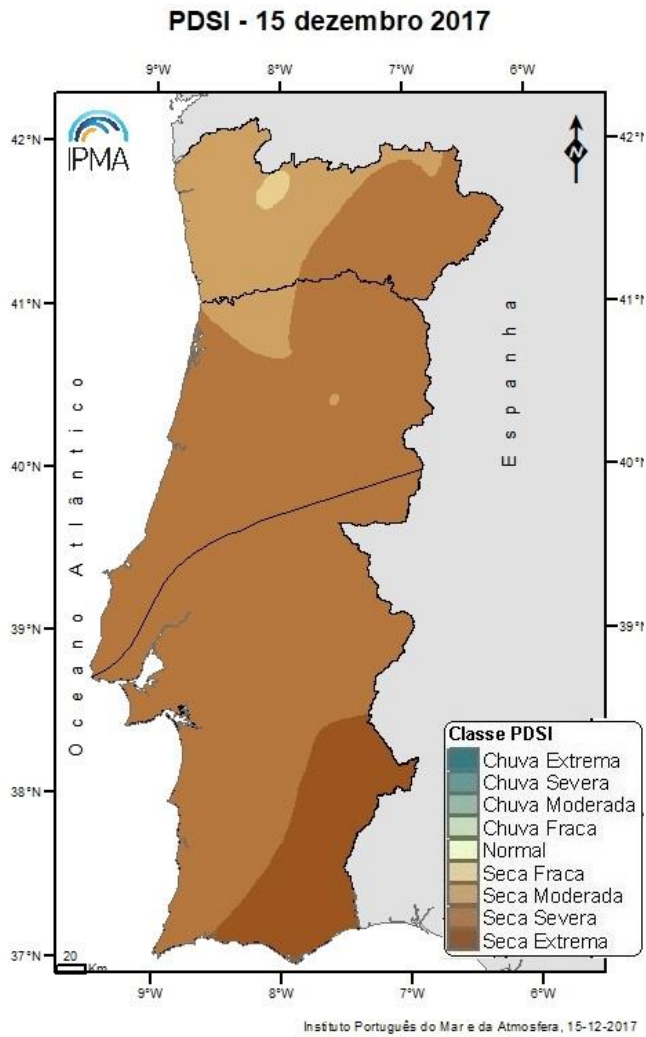 PDSI - 15 dezembro 2017
9°W
8°W
7°W
6°W
42°N
42°N
IPMA
N
41°N
41°N
Oceano Atlântico
Espanha
40°N
40°N
39°N
39°N
38°N
37°N
Classe PDSI
Chuva Extrema
Chuva Severa
Chuva Moderada
Chuva Fraca
Normal
Seca Fraca
Seca Moderada
Seca Severa
Seca Extrema
20
Km
9°W
8°W
7°W
6°W
Instituto Português do Mar e da Atmosfera, 15-12-2017